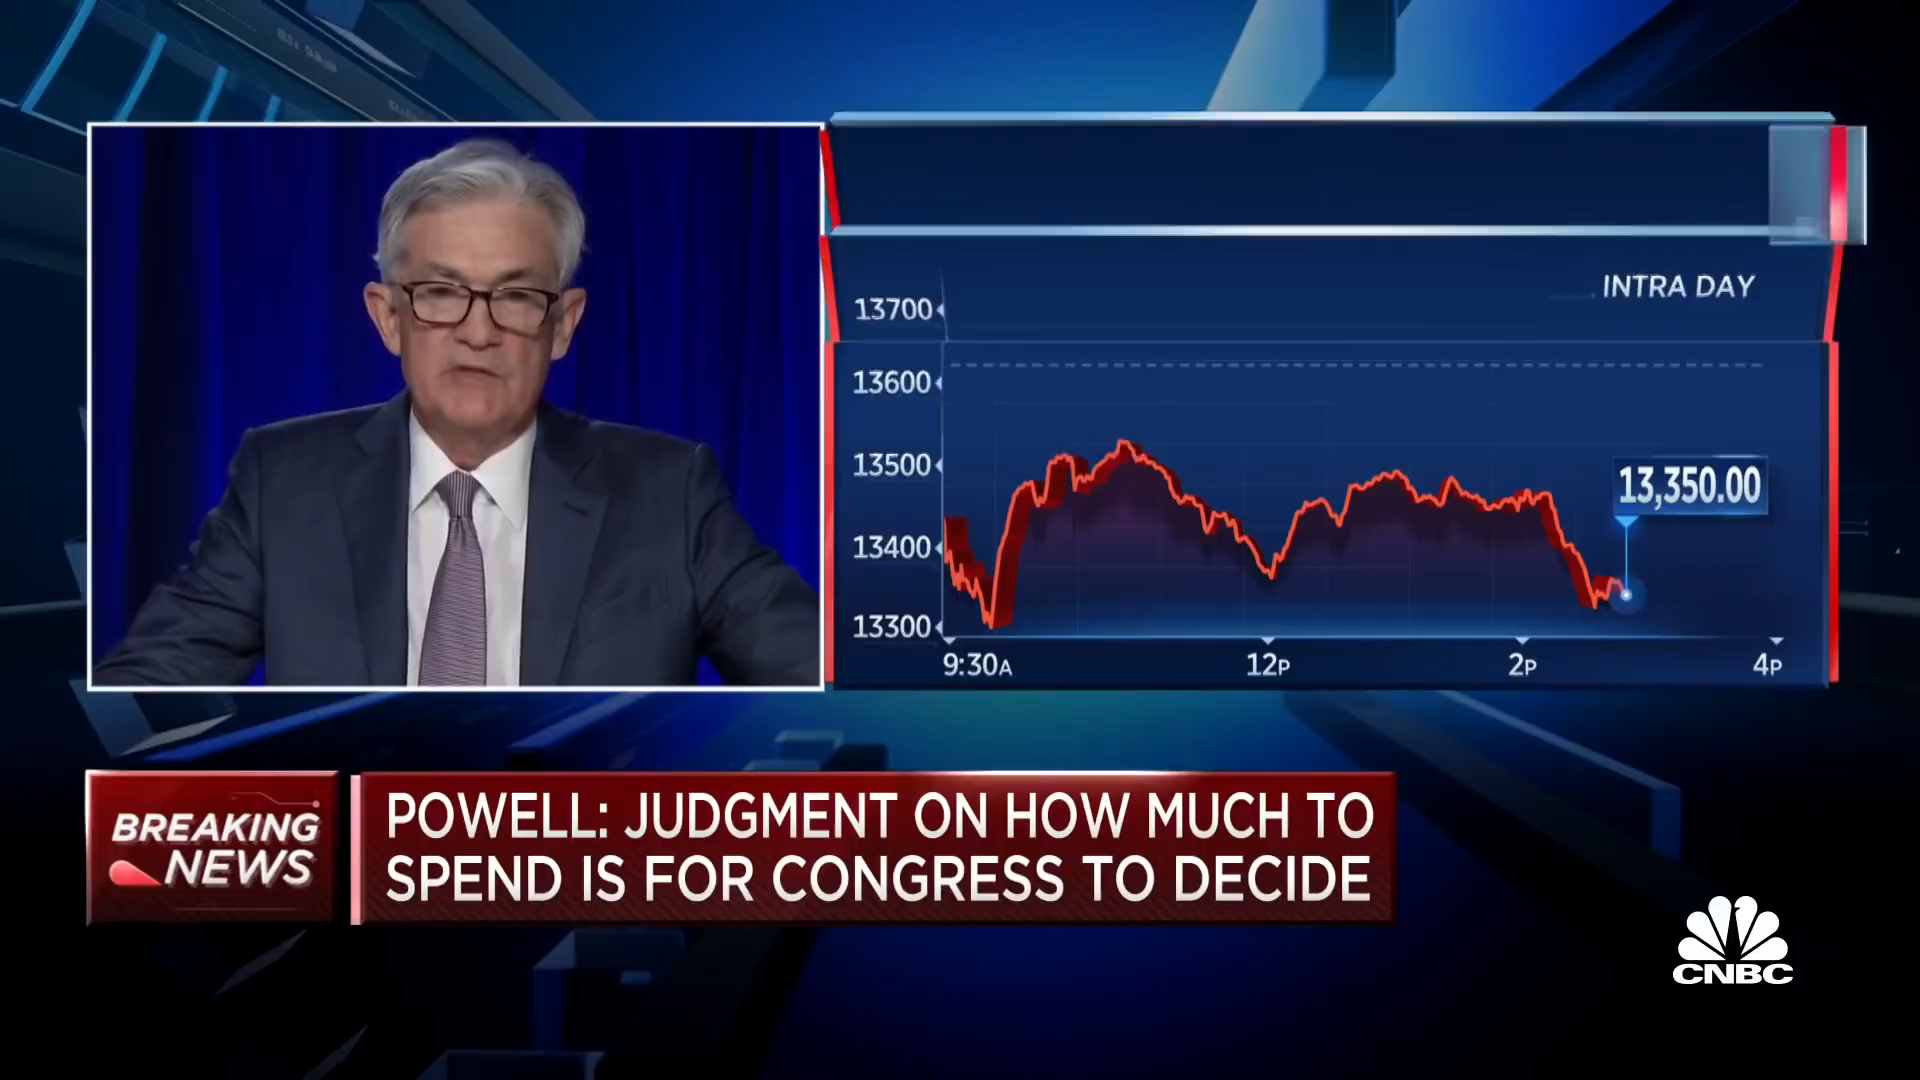 INTRA DAY
13700
13600
13500
13400
13300
13,350.00
9:30A
12P
2P
4P
BREAKING
NEWS
POWELL: JUDGMENT ON HOW MUCH TO
SPEND IS FOR CONGRESS TO DECIDE
CNBC